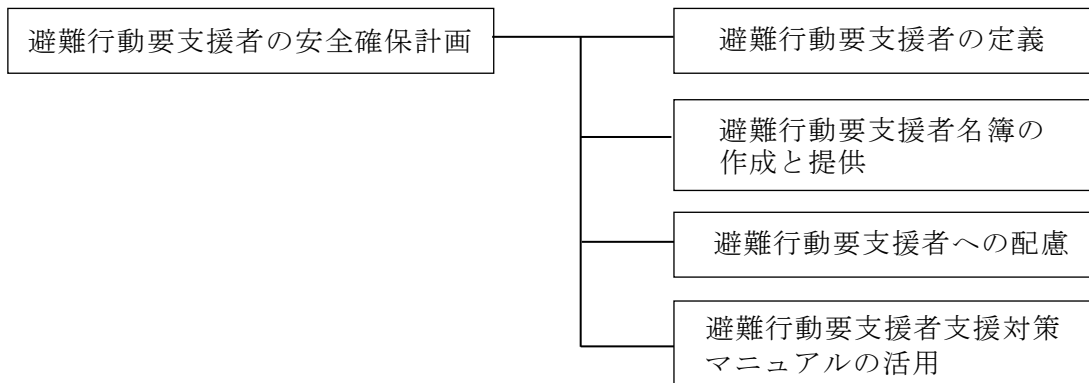 避難行動要支援者の安全確保計画
避難行動要支援者の定義
避難行動要支援者名簿の
作成と提供
避難行動要支援者への配慮
避難行動要支援者支援対策
マニュアルの活用